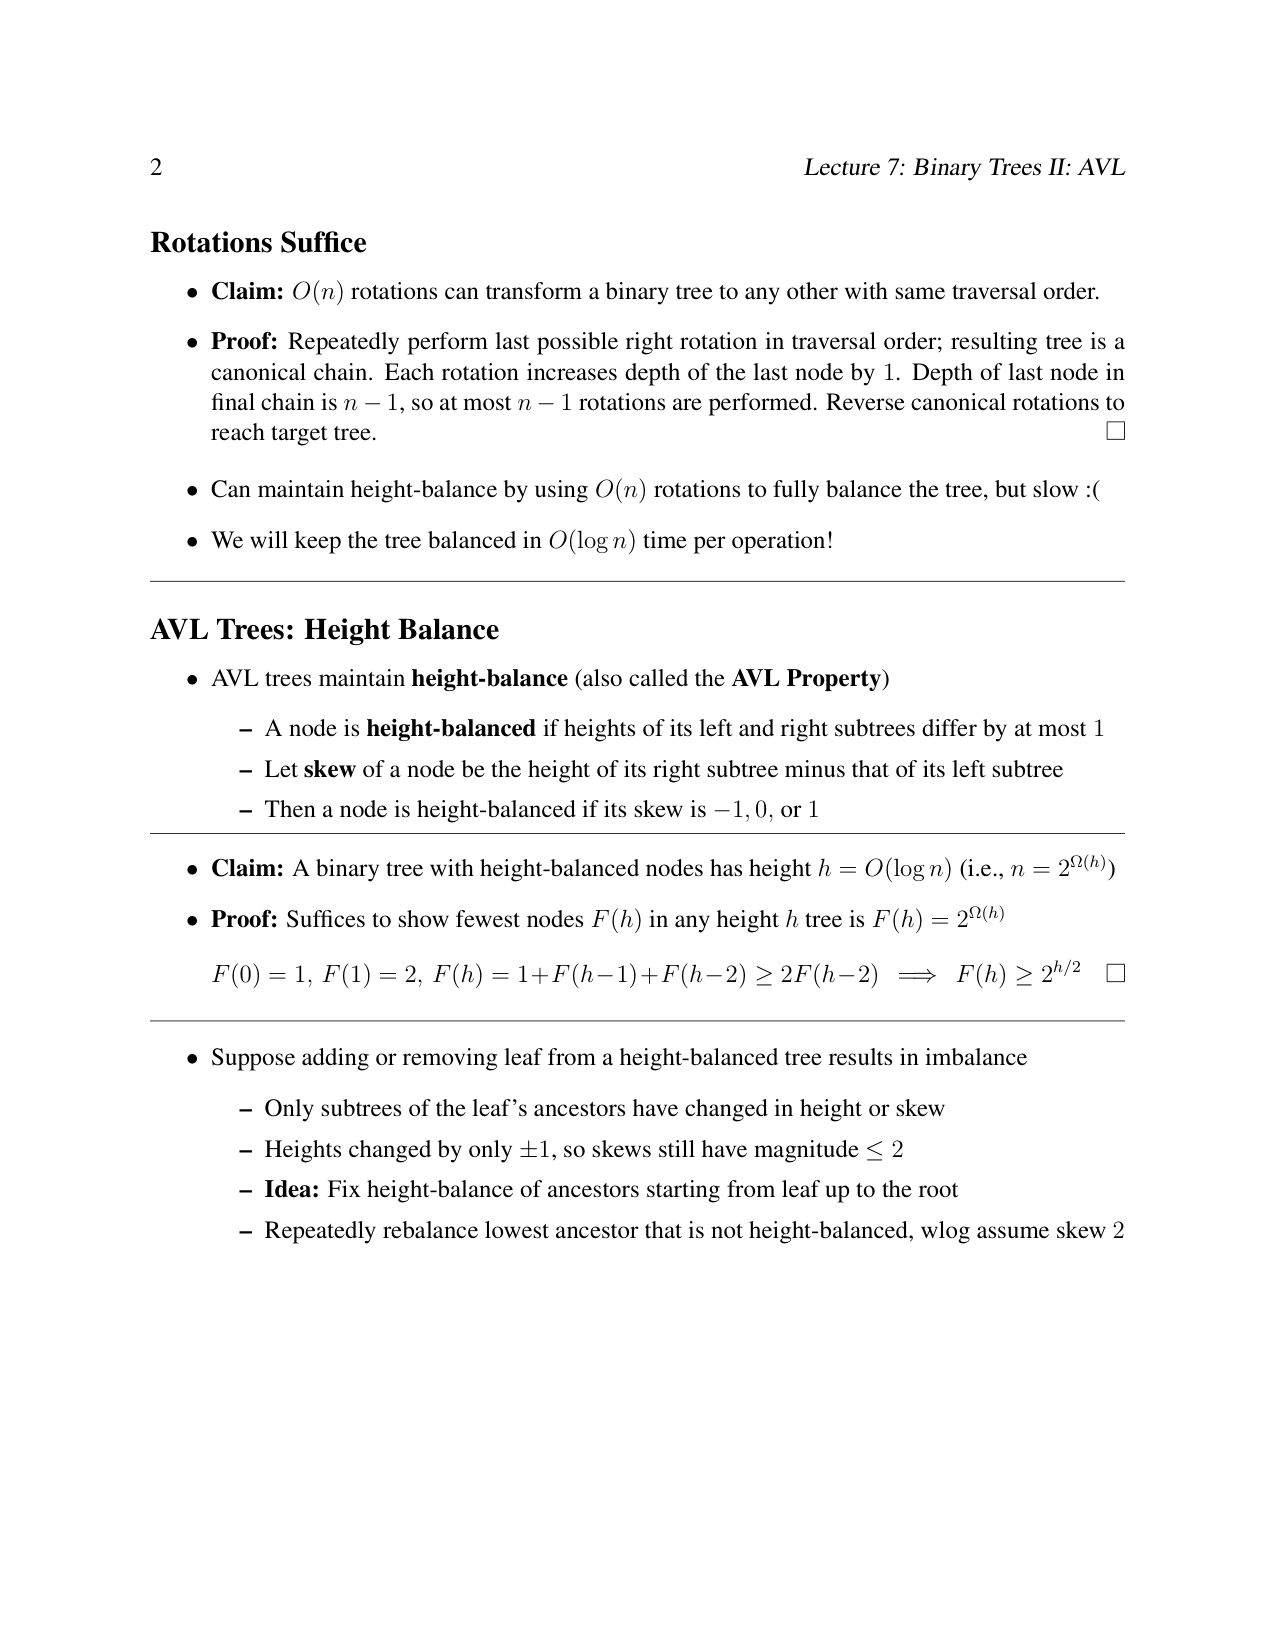 2 Lecture 7: Binary Trees II: AVL
Rotations Suffice
• Claim: O(n) rotations can transform a binary tree to any other with same traversal order.
• Proof: Repeatedly perform last possible right rotation in traversal order; resulting tree is a
canonical chain. Each rotation increases depth of the last node by 1. Depth of last node in
final chain is n − 1, so at most n − 1 rotations are performed. Reverse canonical rotations to
reach target tree. □
• Can maintain height-balance by using O(n) rotations to fully balance the tree, but slow :(
• We will keep the tree balanced in O(log n) time per operation!
AVL Trees: Height Balance
• AVL trees maintain height-balance (also called the AVL Property)
– A node is height-balanced if heights of its left and right subtrees differ by at most 1
– Let skew of a node be the height of its right subtree minus that of its left subtree
– Then a node is height-balanced if its skew is −1, 0, or 1
• Claim: A binary tree with height-balanced nodes has height h = O(log n) (i.e., n = 2^{Ω(h)})
• Proof: Suffices to show fewest nodes F(h) in any height h tree is F(h) = 2^{Ω(h)}
F(0) = 1, F(1) = 2, F(h) = 1+F(h−1)+F(h−2) ≥ 2F(h−2) ⟹ F(h) ≥ 2^{h/2} □
• Suppose adding or removing leaf from a height-balanced tree results in imbalance
– Only subtrees of the leaf's ancestors have changed in height or skew
– Heights changed by only ±1, so skews still have magnitude ≤ 2
– Idea: Fix height-balance of ancestors starting from leaf up to the root
– Repeatedly rebalance lowest ancestor that is not height-balanced, wlog assume skew 2